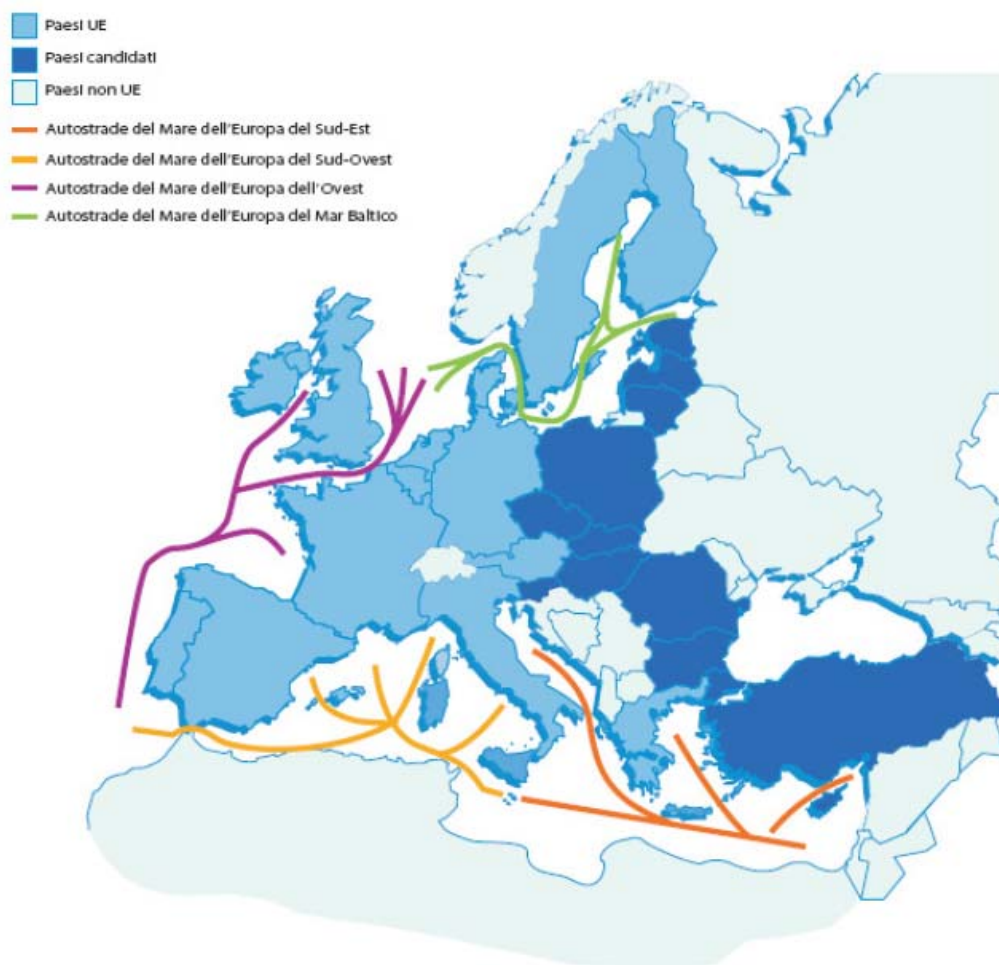 Paesi UE
Paesi candidati
Paesi non UE
Autostrade del Mare dell'Europa del Sud-Est
Autostrade del Mare dell'Europa del Sud-Ovest
Autostrade del Mare dell'Europa dell'Ovest
Autostrade del Mare dell'Europa del Mar Baltico